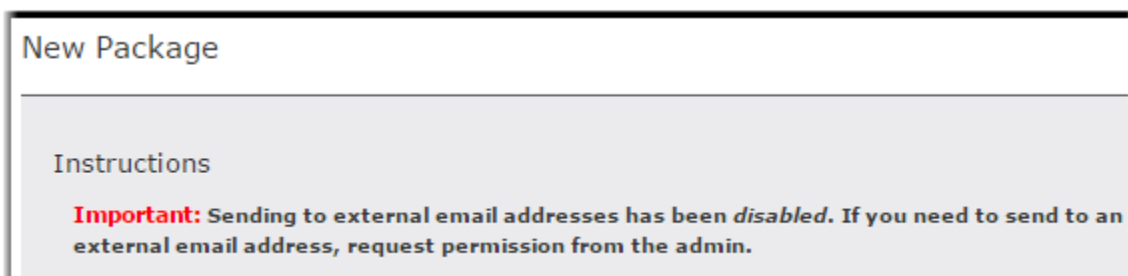 New Package
Instructions
Important: Sending to external email addresses has been disabled. If you need to send to an
external email address, request permission from the admin.